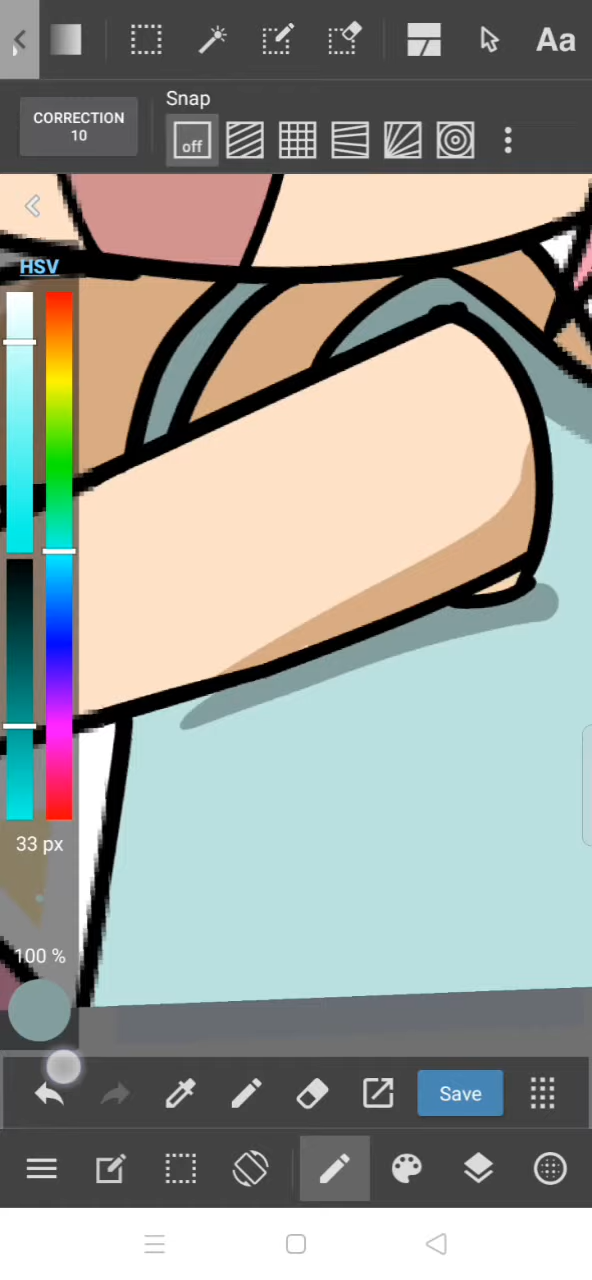 Aa
CORRECTION
10
Snap
off
HSV
33 px
100 %
Save